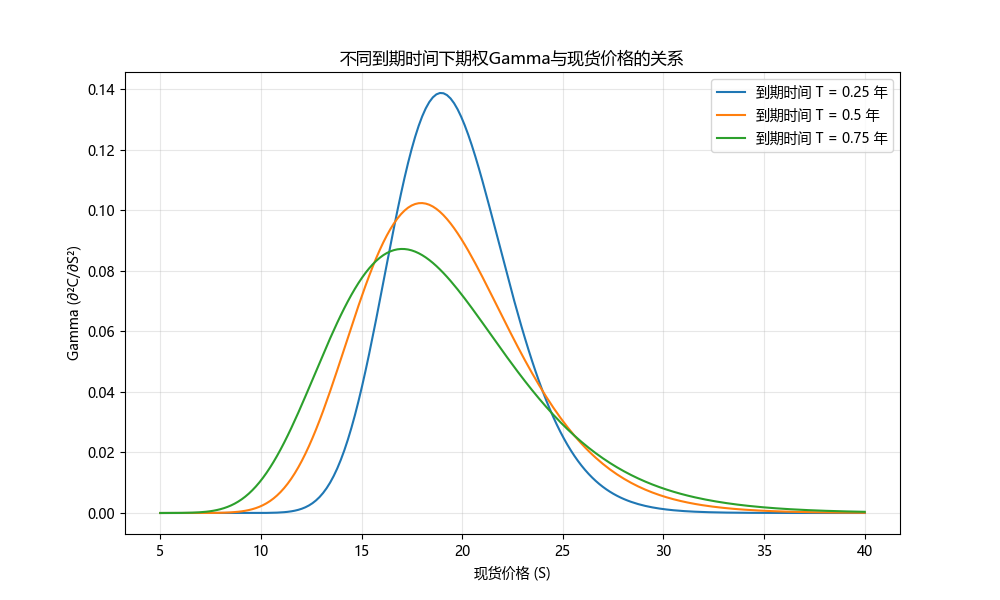 不同到期时间下期权Gamma与现货价格的关系
到期时间 T = 0.25 年
到期时间 T = 0.5 年
到期时间 T = 0.75 年
Gamma (∂²C/∂S²)
0.14
0.12
0.10
0.08
0.06
0.04
0.02
0.00
5 10 15 20 25 30 35 40
现货价格 (S)